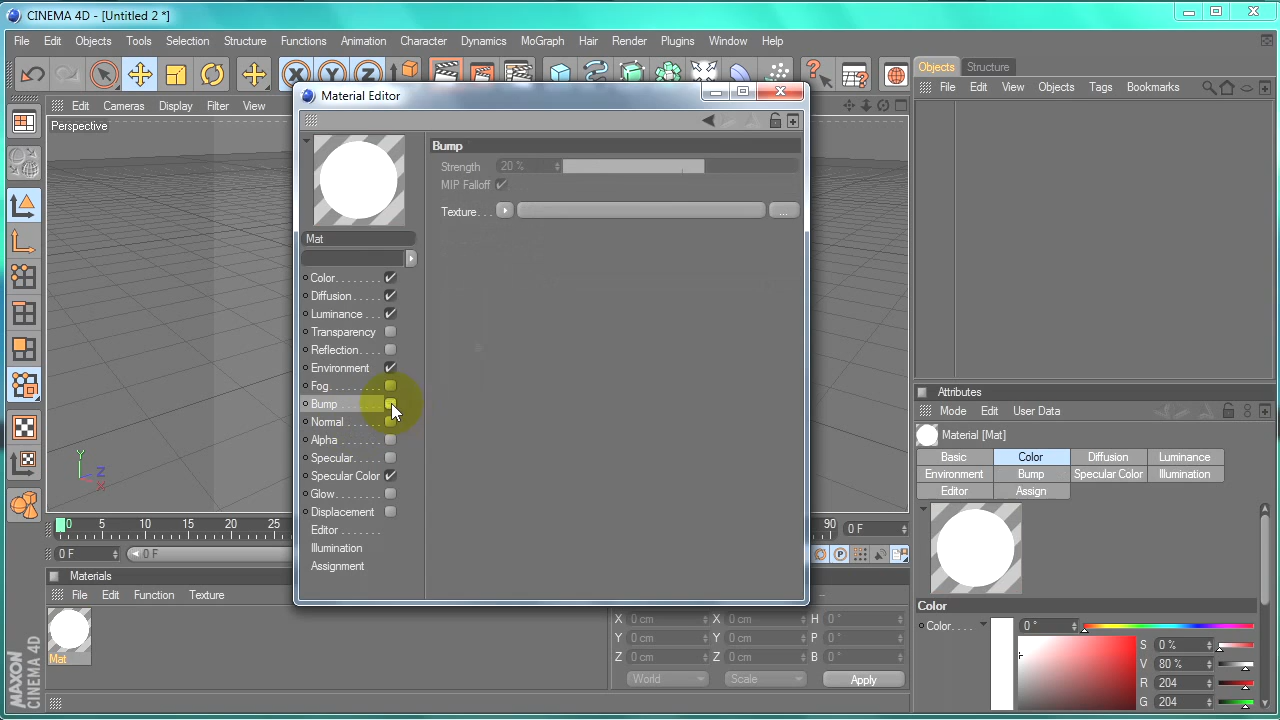 CINEMA 4D - [Untitled 2 *]
File Edit Objects Tools Selection Structure Functions Animation Character Dynamics MoGraph Hair Render Plugins Window Help
X Y Z
Objects Structure
File Edit View Objects Tags Bookmarks
Edit Cameras Display Filter View
Perspective
Material Editor
Bump
Strength 20 %
MIP Falloff
Texture . . . ...
Mat
Color . . . . . . . .
Diffusion . . . . .
Luminance . . .
Transparency
Reflection. . . .
Environment
Fog. . . . . . . . .
Bump . . . . . . .
Normal . . . . . .
Alpha . . . . . . .
Specular. . . . .
Specular Color
Glow. . . . . . . .
Displacement
Editor . . . . . . .
Illumination
Assignment
Y
Z
X
0 5 10 15 20 25 90 0 F
0 F 0 F
Materials
File Edit Function Texture
Mat
X 0 cm X 0 cm H 0 °
Y 0 cm Y 0 cm P 0 °
Z 0 cm Z 0 cm B 0 °
World Scale Apply
MAXON
CINEMA 4D
Attributes
Mode Edit User Data
Material [Mat]
Basic Color Diffusion Luminance
Environment Bump Specular Color Illumination
Editor Assign
Color
Color. . . . 0 °
S 0 %
V 80 %
R 204
G 204